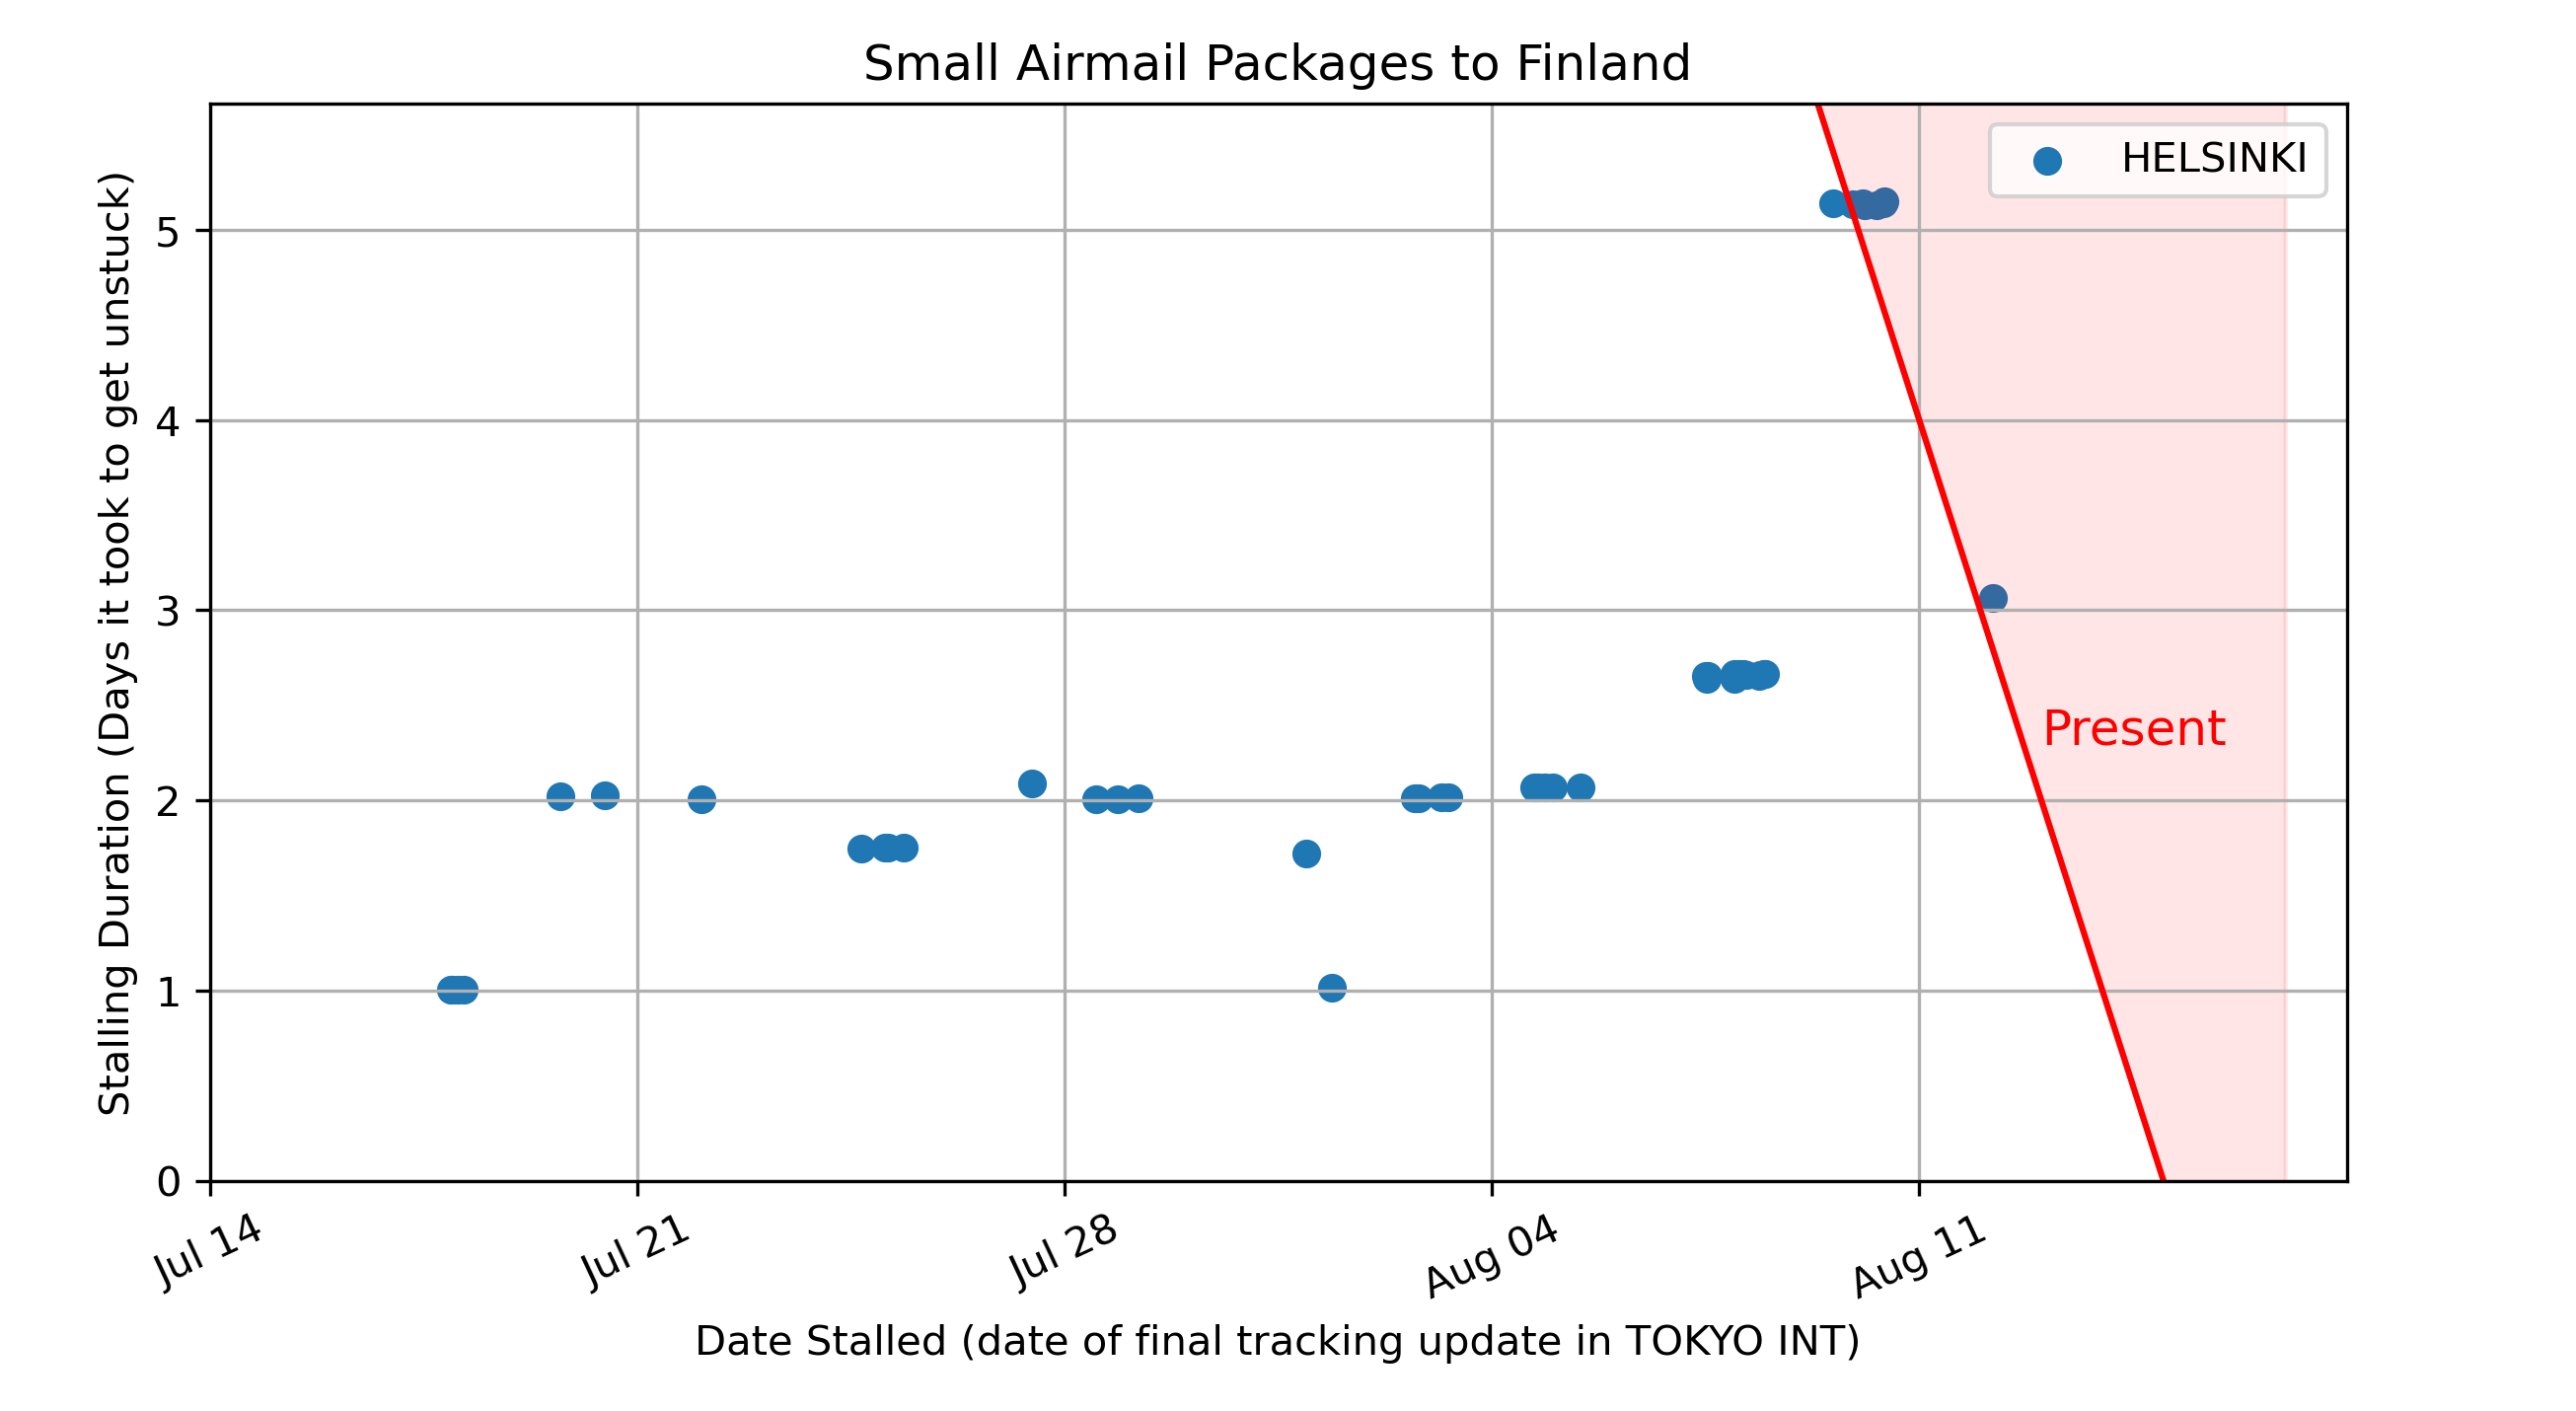 Small Airmail Packages to Finland
HELSINKI
Stalling Duration (Days it took to get unstuck)
5
4
3
2
1
0
Present
Jul 14
Jul 21
Jul 28
Aug 04
Aug 11
Date Stalled (date of final tracking update in TOKYO INT)